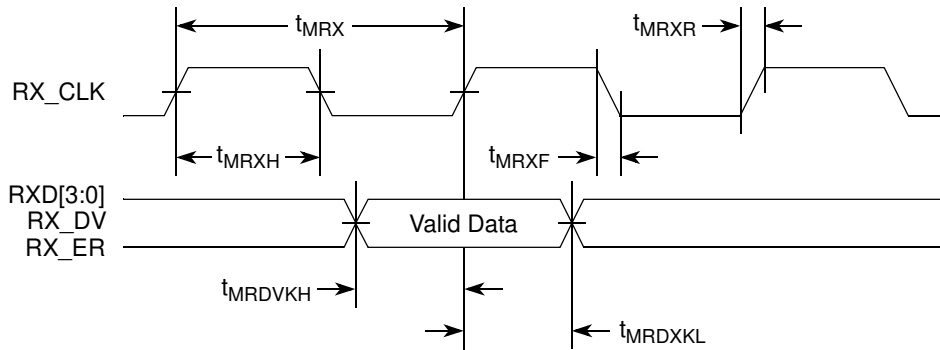 tMRX
tMRXR
RX_CLK
tMRXH
tMRXF
RXD[3:0]
RX_DV
RX_ER
Valid Data
tMRDVKH
tMRDXKL